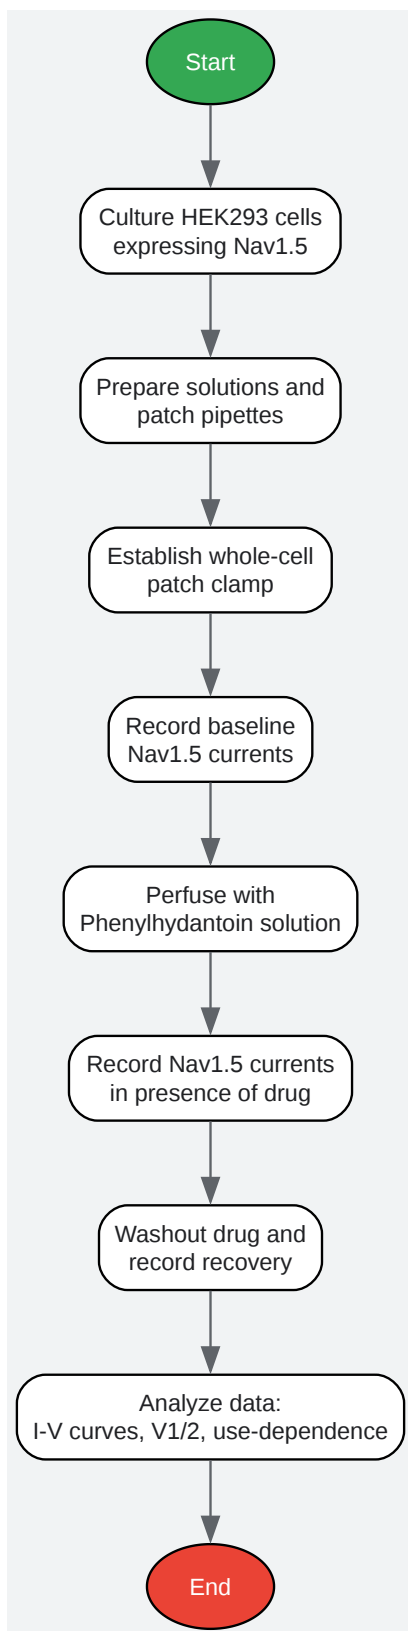 Start
Culture HEK293 cells
expressing Nav1.5
Prepare solutions and
patch pipettes
Establish whole-cell
patch clamp
Record baseline
Nav1.5 currents
Perfuse with
Phenylhydantoin solution
Record Nav1.5 currents
in presence of drug
Washout drug and
record recovery
Analyze data:
I-V curves, V1/2, use-dependence
End